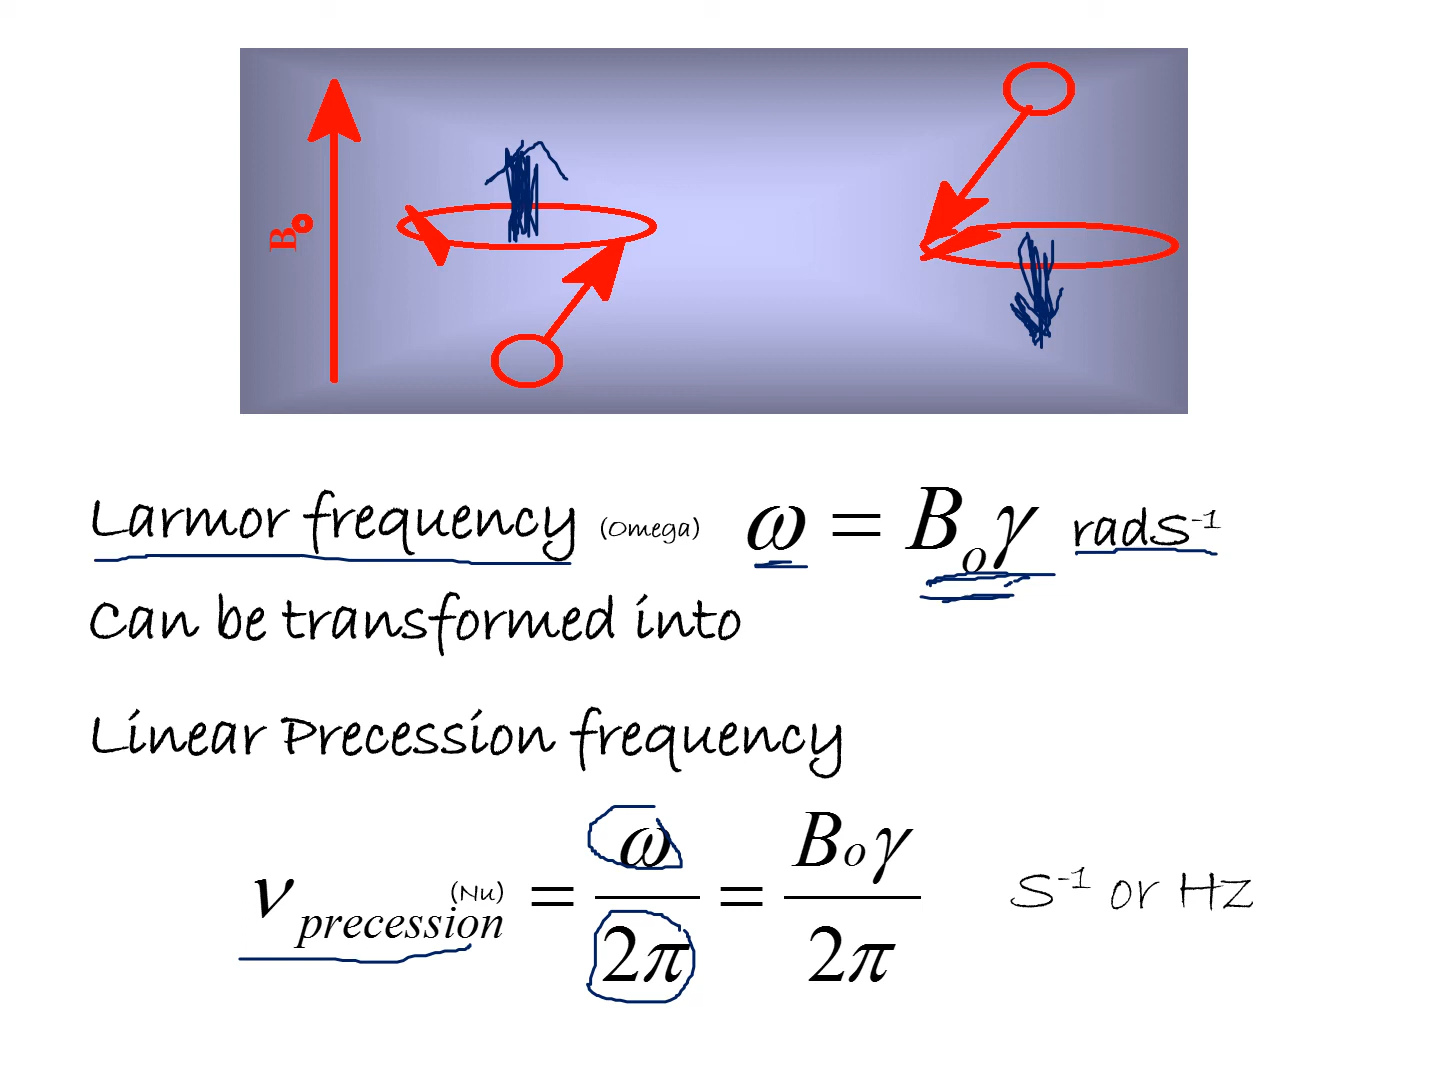 B₀
Larmor frequency (Omega) ω = B₀γ radS⁻¹
Can be transformed into
Linear Precession frequency
ν precession (Nu) = ω / 2π = B₀γ / 2π S⁻¹ or Hz